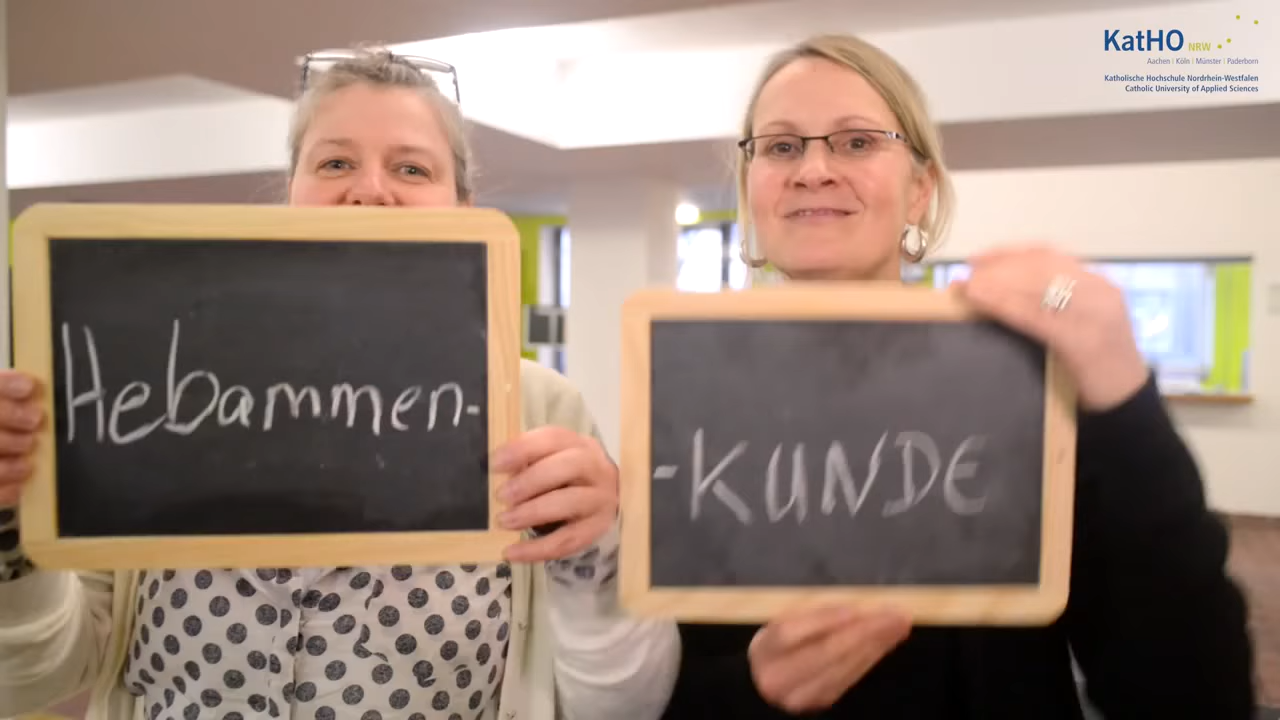 KatHO NRW
Aachen | Köln | Münster | Paderborn
Katholische Hochschule Nordrhein-Westfalen
Catholic University of Applied Sciences
Hebammen-
-KUNDE